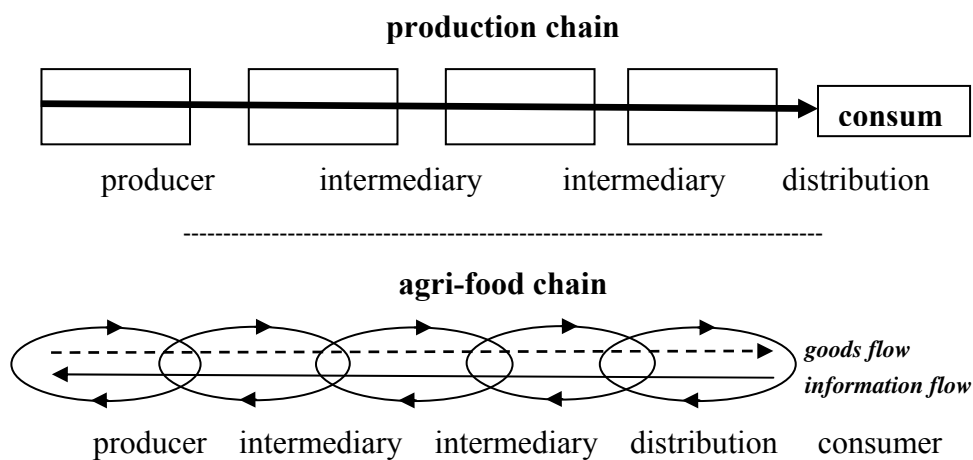 production chain
consum
producer intermediary intermediary distribution
agri-food chain
goods flow
information flow
producer intermediary intermediary distribution consumer